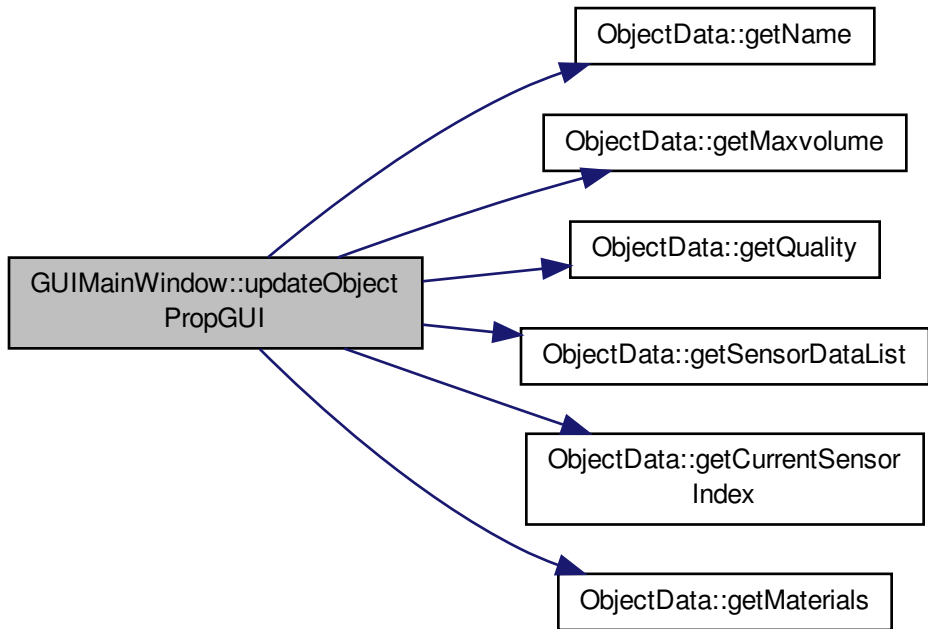 ObjectData::getName
ObjectData::getMaxvolume
ObjectData::getQuality
GUIMainWindow::updateObject
PropGUI
ObjectData::getSensorDataList
ObjectData::getCurrentSensor
Index
ObjectData::getMaterials